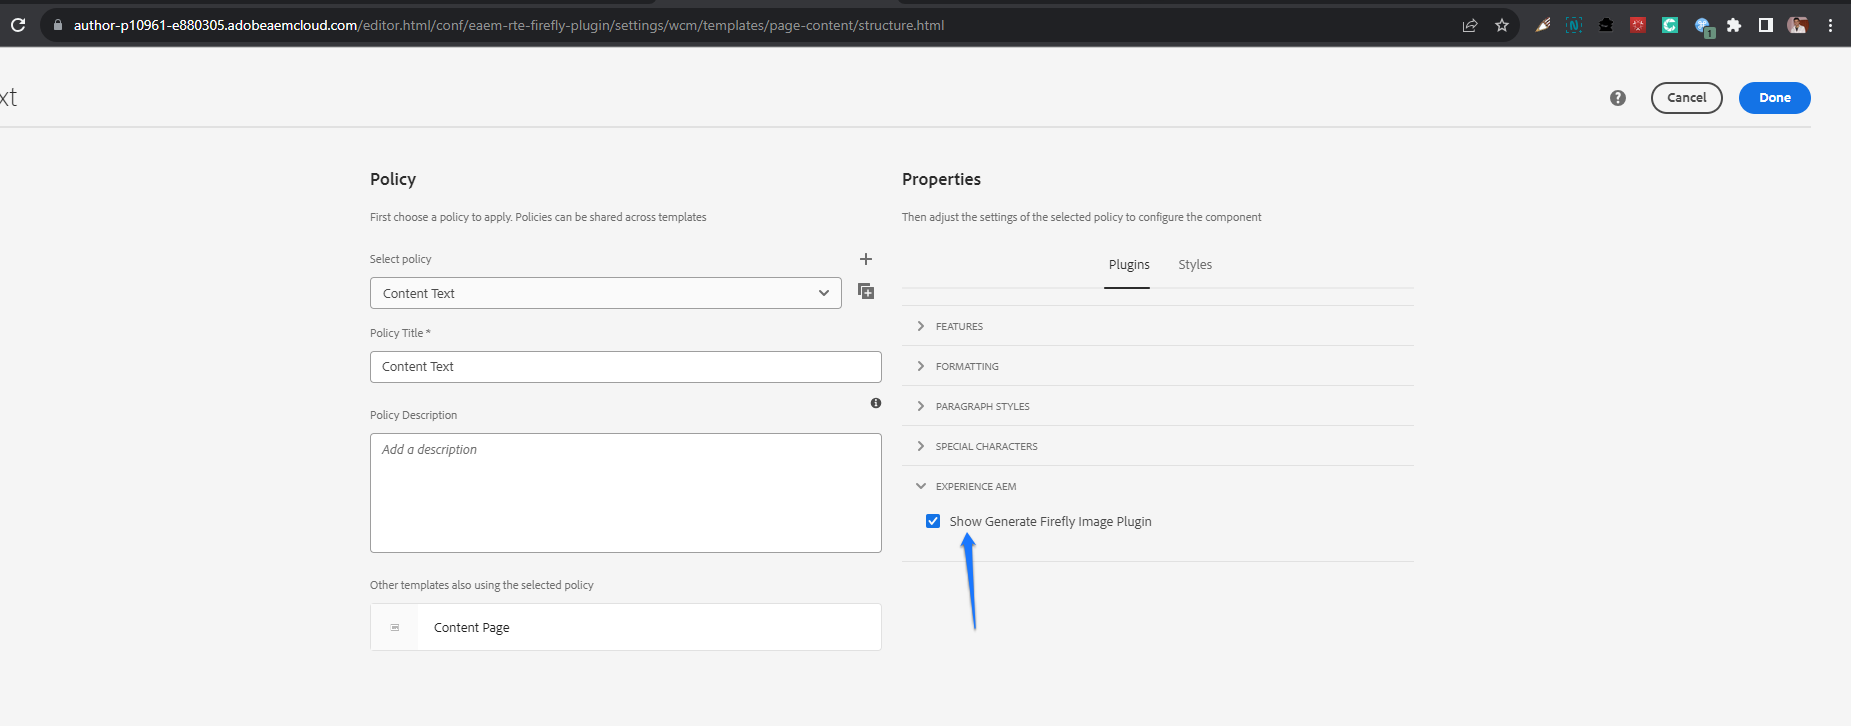 author-p10961-e880305.adobeaemcloud.com/editor.html/conf/eaem-rte-firefly-plugin/settings/wcm/templates/page-content/structure.html
1
xt
?
Cancel
Done
Policy
First choose a policy to apply. Policies can be shared across templates
Select policy
Content Text
Policy Title *
Content Text
Policy Description
Add a description
Other templates also using the selected policy
Content Page
Properties
Then adjust the settings of the selected policy to configure the component
Plugins
Styles
FEATURES
FORMATTING
PARAGRAPH STYLES
SPECIAL CHARACTERS
EXPERIENCE AEM
Show Generate Firefly Image Plugin